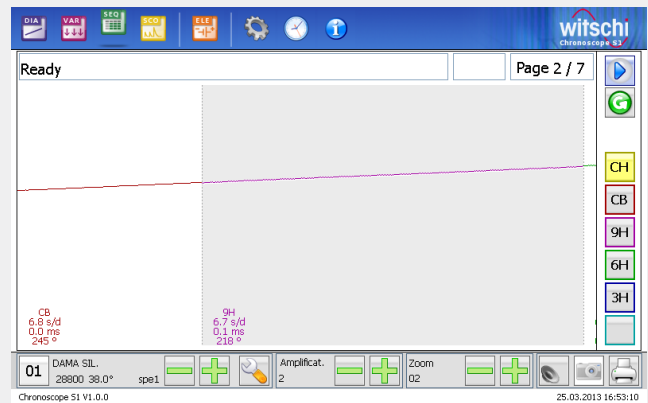 DIA VAR SEQ SCO ELE
witschi
Chronoscope S1
Ready
Page 2 / 7
CH
CB
9H
6H
3H
CB
6.8 s/d
0.0 ms
245 °
9H
6.7 s/d
0.1 ms
218 °
01
DAMA SIL.
28800 38.0° spe1
Amplificat.
2
Zoom
02
Chronoscope S1 V1.0.0
25.03.2013 16:53:10